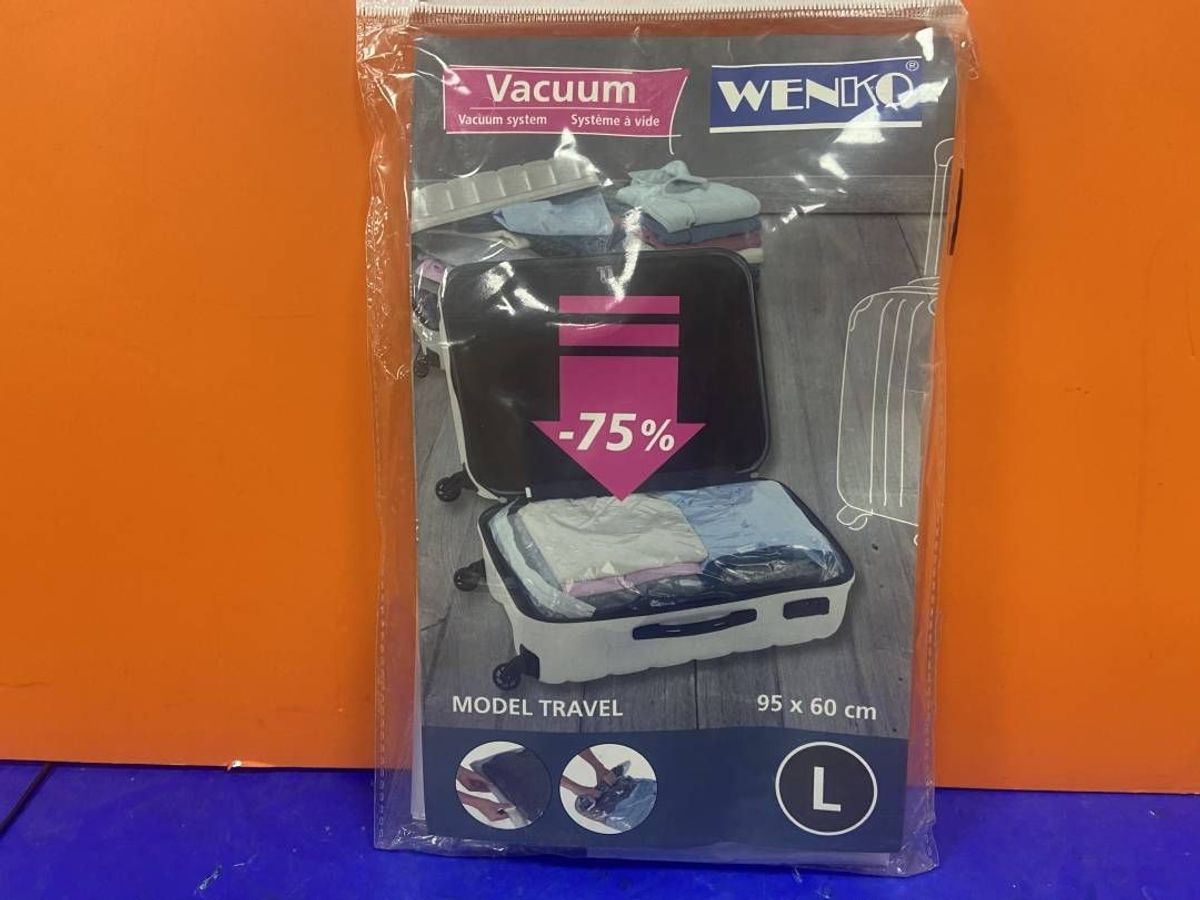 Vacuum
Vacuum system Système à vide
WENKO®
-75%
MODEL TRAVEL
95 x 60 cm
L